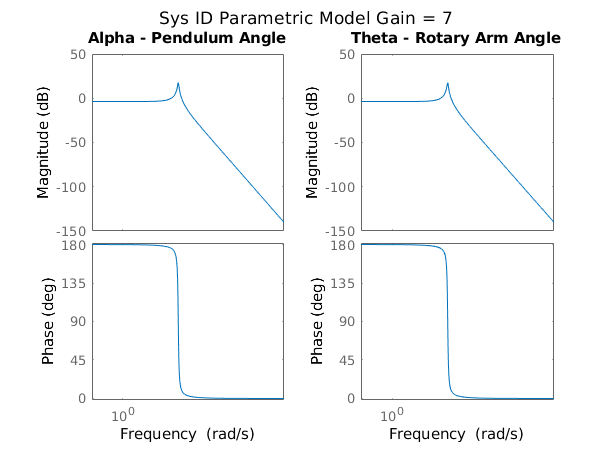 Sys ID Parametric Model Gain = 7
Alpha - Pendulum Angle
Theta - Rotary Arm Angle
Magnitude (dB)
50
0
-50
-100
-150
Magnitude (dB)
50
0
-50
-100
-150
Phase (deg)
180
135
90
45
0
10^0
Frequency (rad/s)
Phase (deg)
180
135
90
45
0
10^0
Frequency (rad/s)